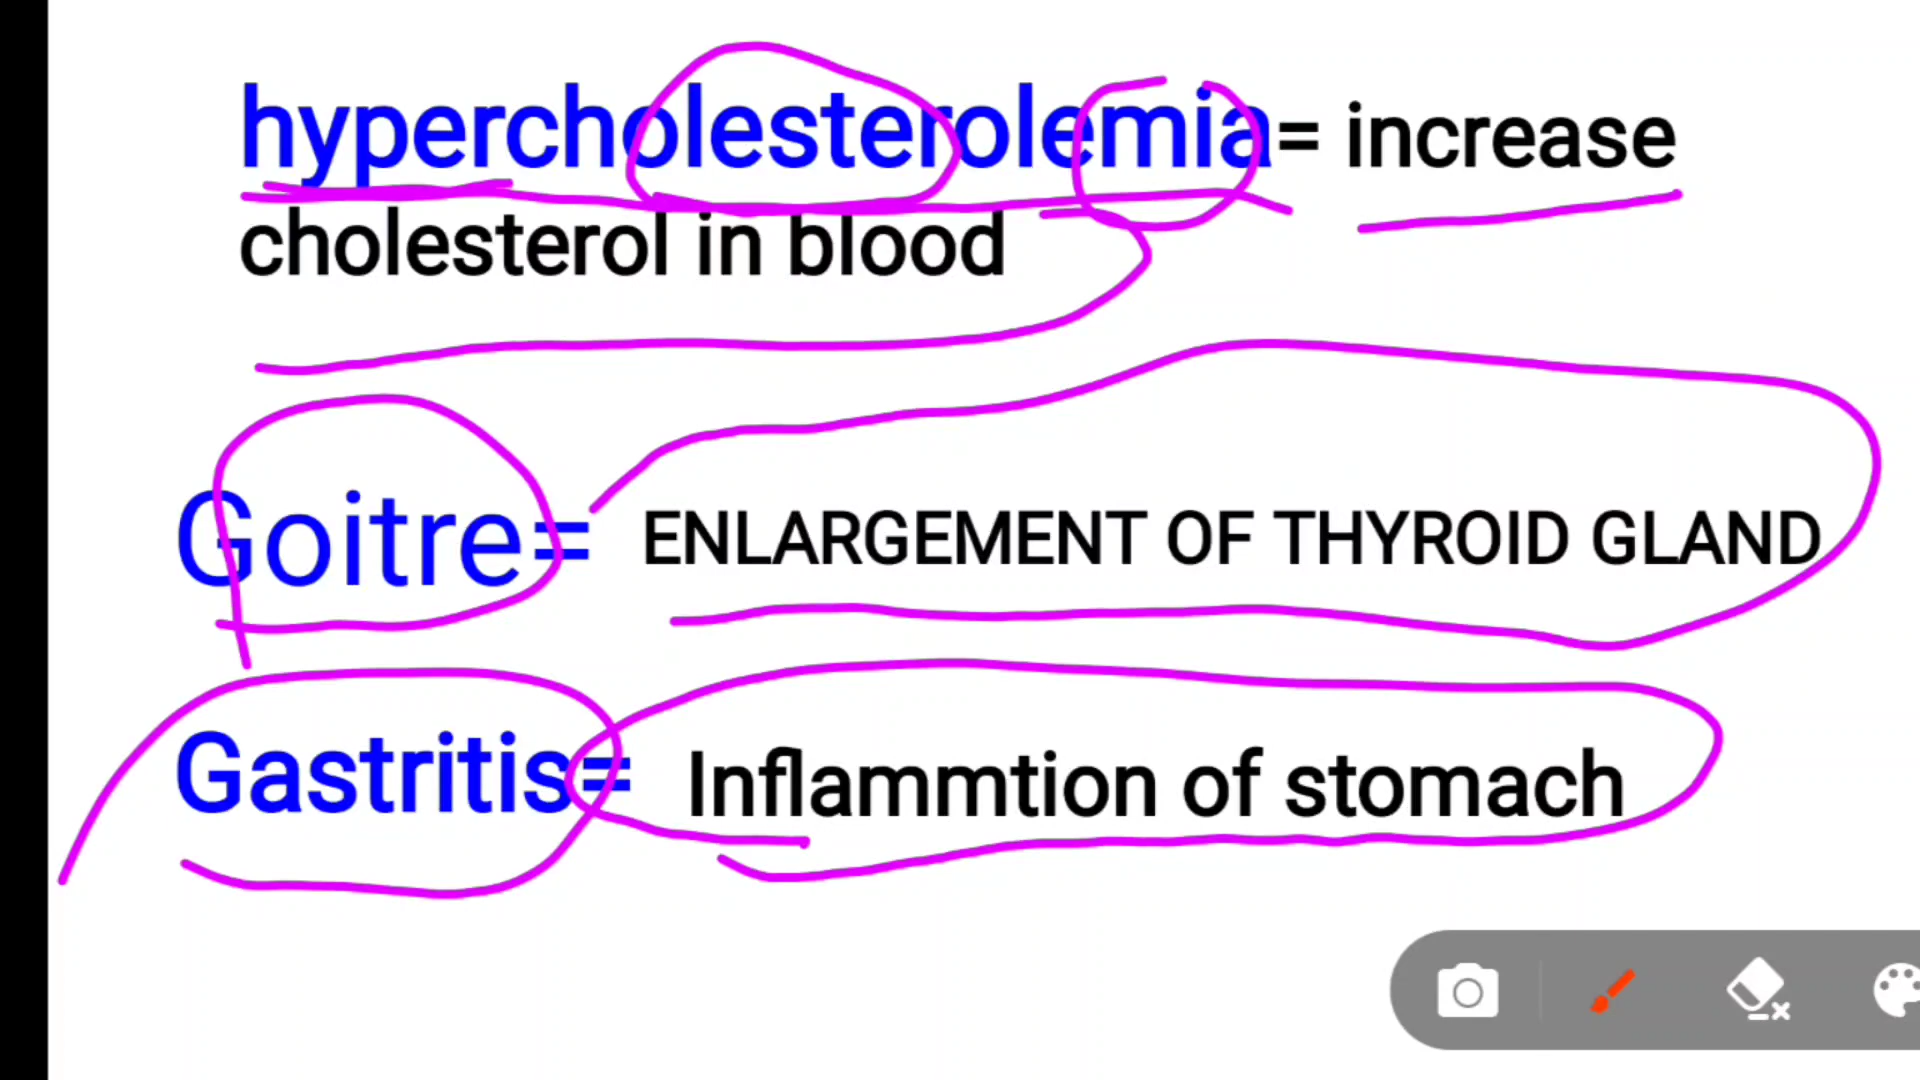 hypercholesterolemia= increase
cholesterol in blood
Goitre= ENLARGEMENT OF THYROID GLAND
Gastritis= Inflammtion of stomach